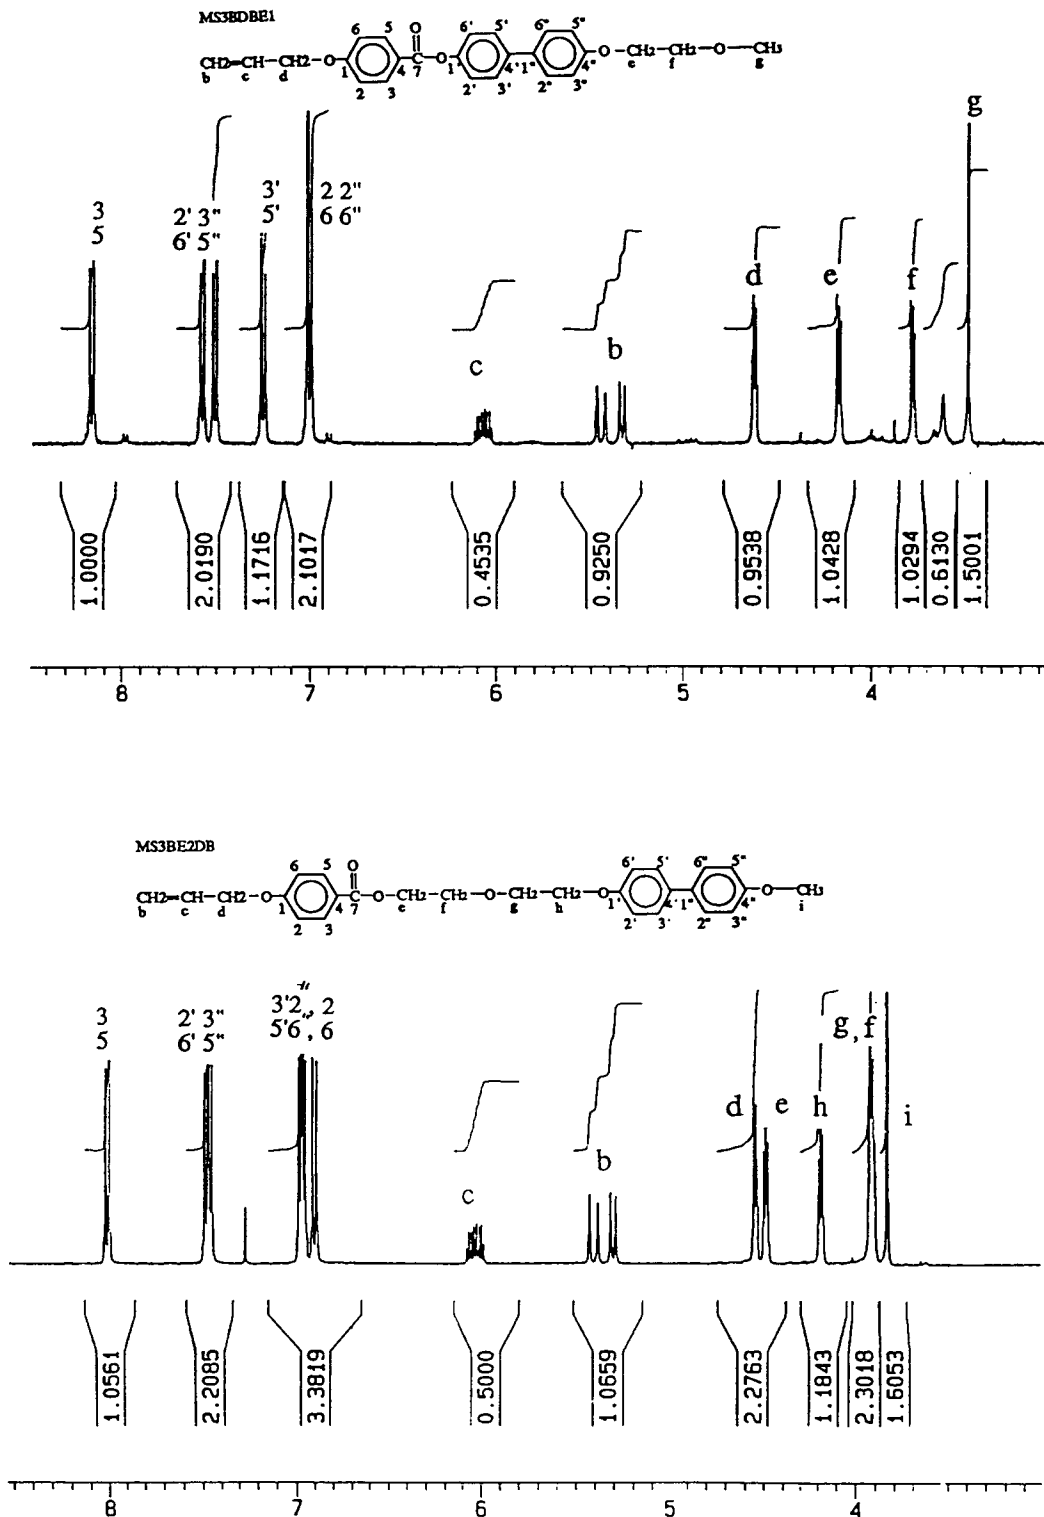 MS3BDBE1
6 5 O 6' 5' 6" 5"
CH2=CH—CH2—O 1 4 7 O 1' 4' 1" 4" O—CH2—CH2—O—CH3
b c d 2 3 2' 3' 2" 3" e f g
g
3 2' 3" 3' 2 2"
5 6' 5" 5' 6 6"
d e f
c b
1.0000 2.0190 1.1716 2.1017 0.4535 0.9250 0.9538 1.0428 1.0294 0.6130 1.5001
8 7 6 5 4
MS3BE2DB
6 5 O 6' 5' 6" 5"
CH2=CH—CH2—O 1 4 7 O—CH2—CH2—O—CH2—CH2—O 1' 4' 1" 4" O—CH3
b c d 2 3 e f g h 2' 3' 2" 3" i
3 2' 3" 3'2", 2 g, f
5 6' 5" 5'6", 6
d e h i
c b
1.0561 2.2085 3.3819 0.5000 1.0659 2.2763 1.1843 2.3018 1.6053
8 7 6 5 4